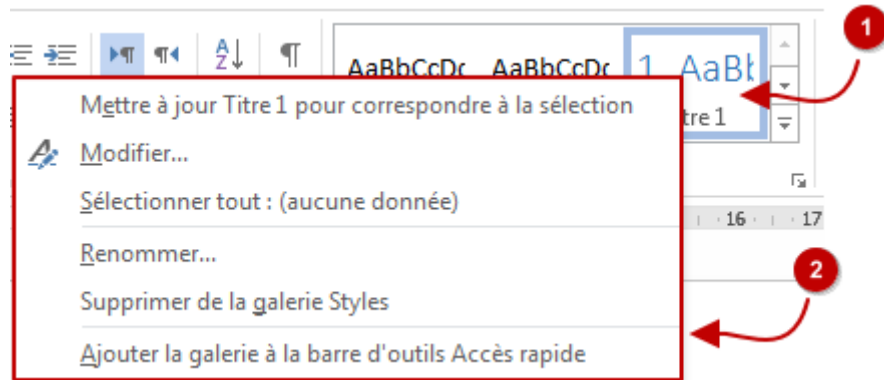 1
AaBbCcDc AaBbCcDc 1 AaBb
tre 1
Mettre à jour Titre 1 pour correspondre à la sélection
Modifier...
Sélectionner tout : (aucune donnée)
16 17
Renommer...
2
Supprimer de la galerie Styles
Ajouter la galerie à la barre d'outils Accès rapide